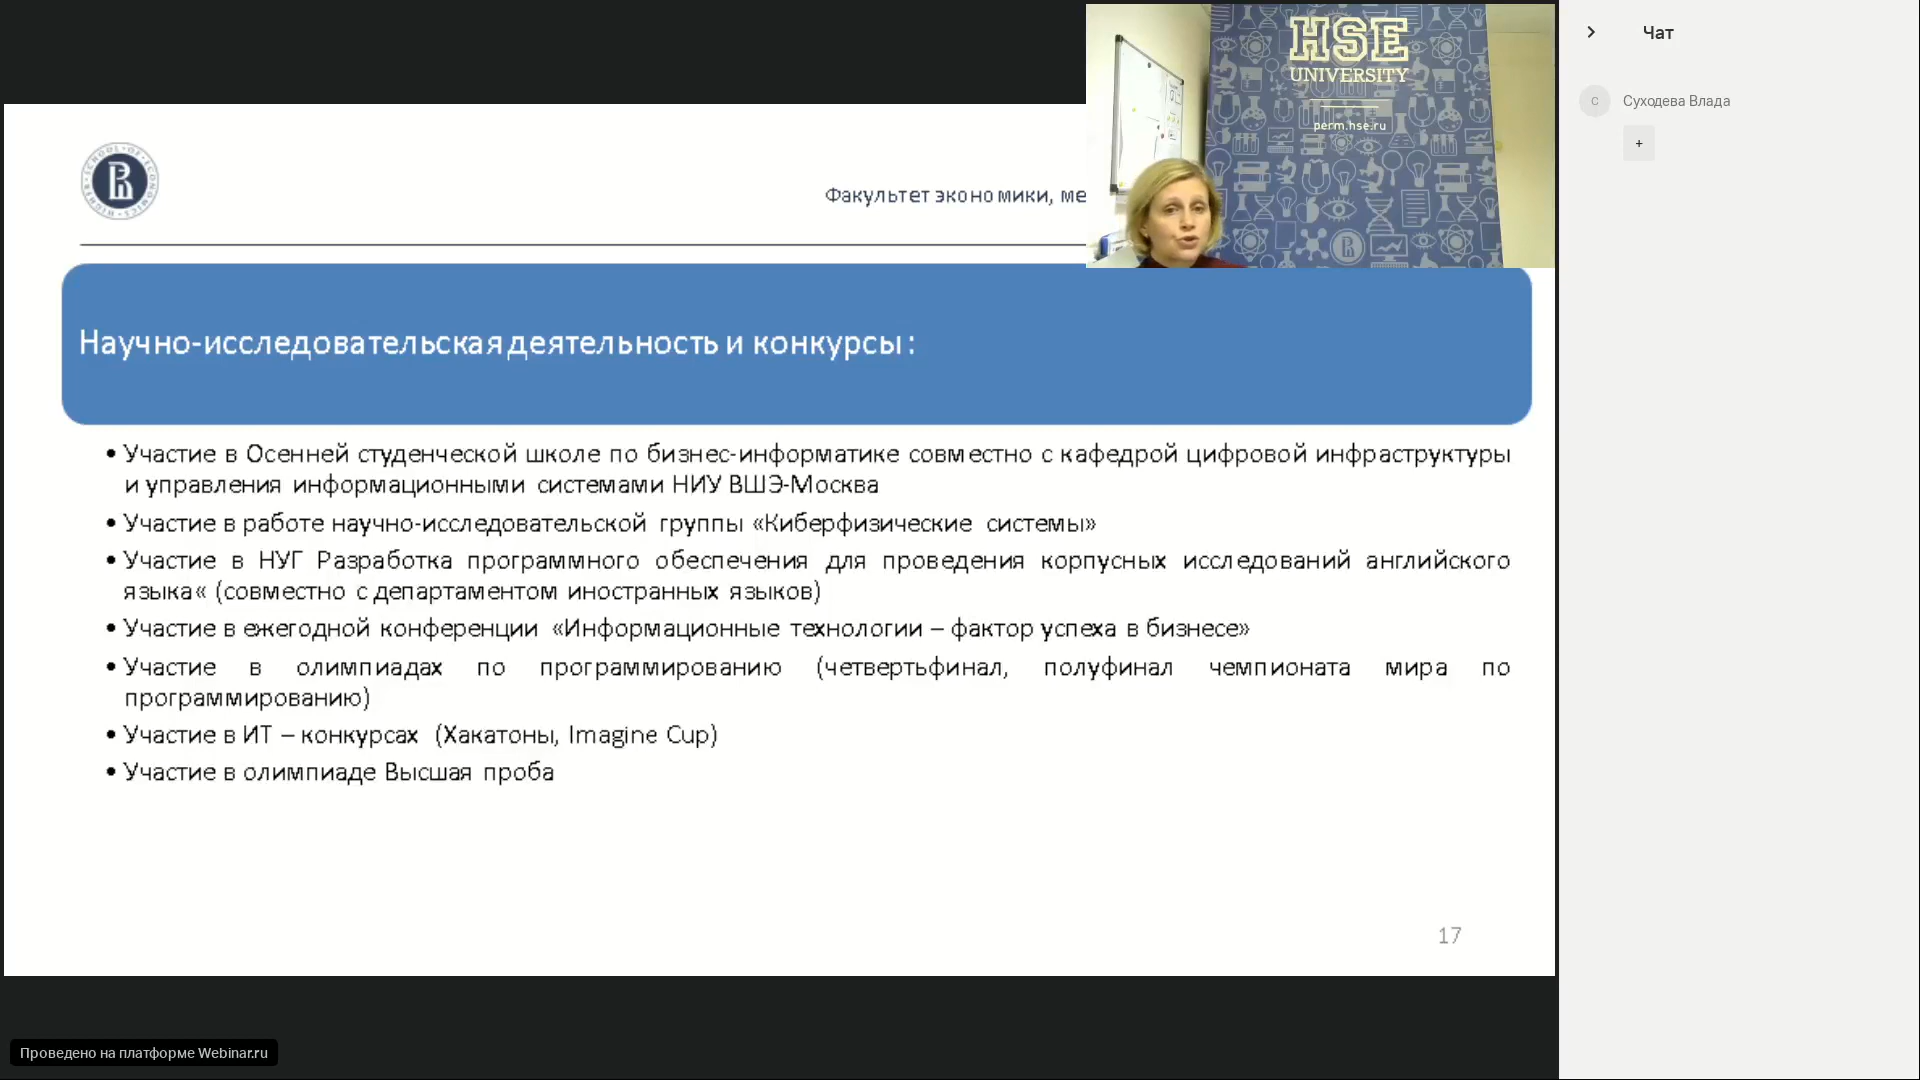 HSE
UNIVERSITY
perm.hse.ru
Чат
Суходева Влада
С
+
HIGHER SCHOOL OF ECONOMICS
Факультет экономики, ме
Научно-исследовательская деятельность и конкурсы:
• Участие в Осенней студенческой школе по бизнес-информатике совместно с кафедрой цифровой инфраструктуры
и управления информационными системами НИУ ВШЭ-Москва
• Участие в работе научно-исследовательской группы «Киберфизические системы»
• Участие в НУГ Разработка программного обеспечения для проведения корпусных исследований английского
языка« (совместно с департаментом иностранных языков)
• Участие в ежегодной конференции «Информационные технологии – фактор успеха в бизнесе»
• Участие в олимпиадах по программированию (четвертьфинал, полуфинал чемпионата мира по
программированию)
• Участие в ИТ – конкурсах (Хакатоны, Imagine Cup)
• Участие в олимпиаде Высшая проба
17
Проведено на платформе Webinar.ru